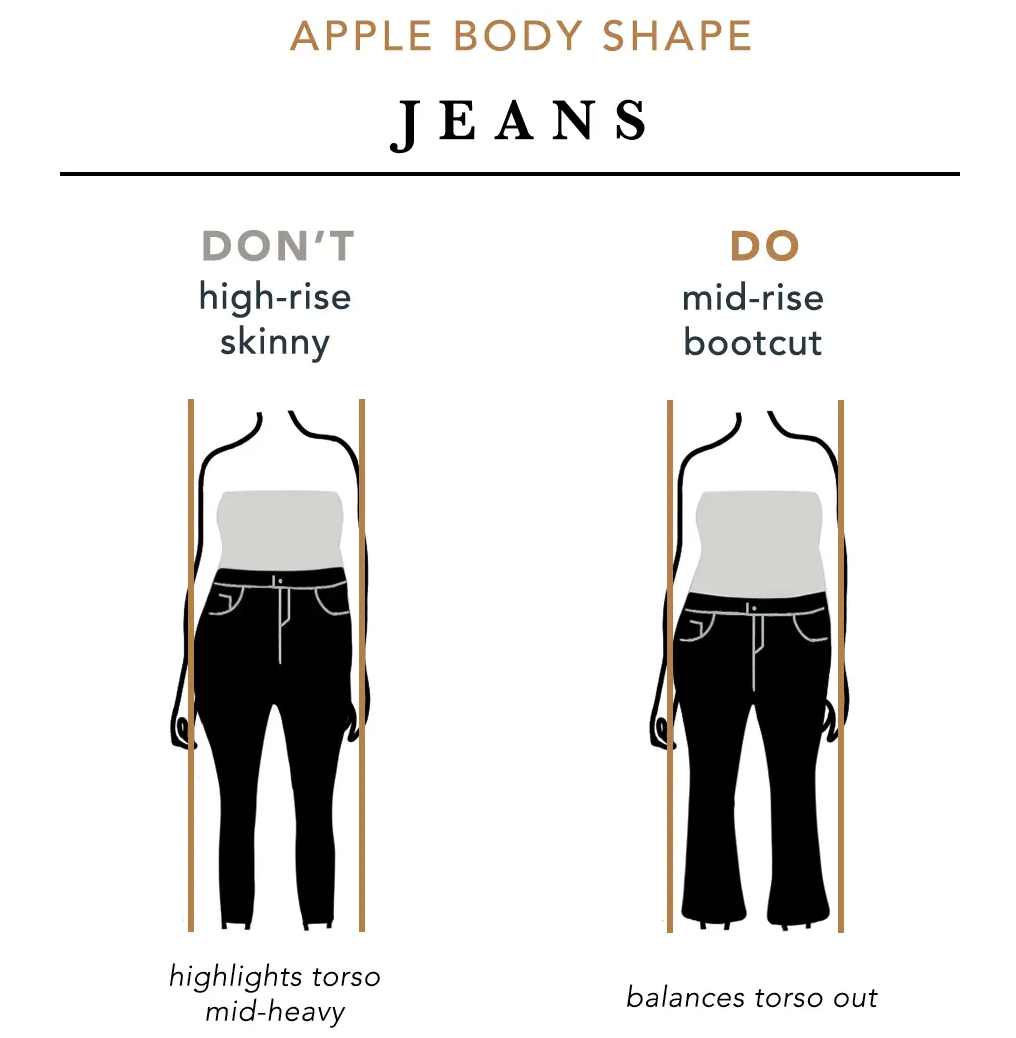 APPLE BODY SHAPE
JEANS
DON'T
high-rise
skinny
DO
mid-rise
bootcut
highlights torso
mid-heavy
balances torso out